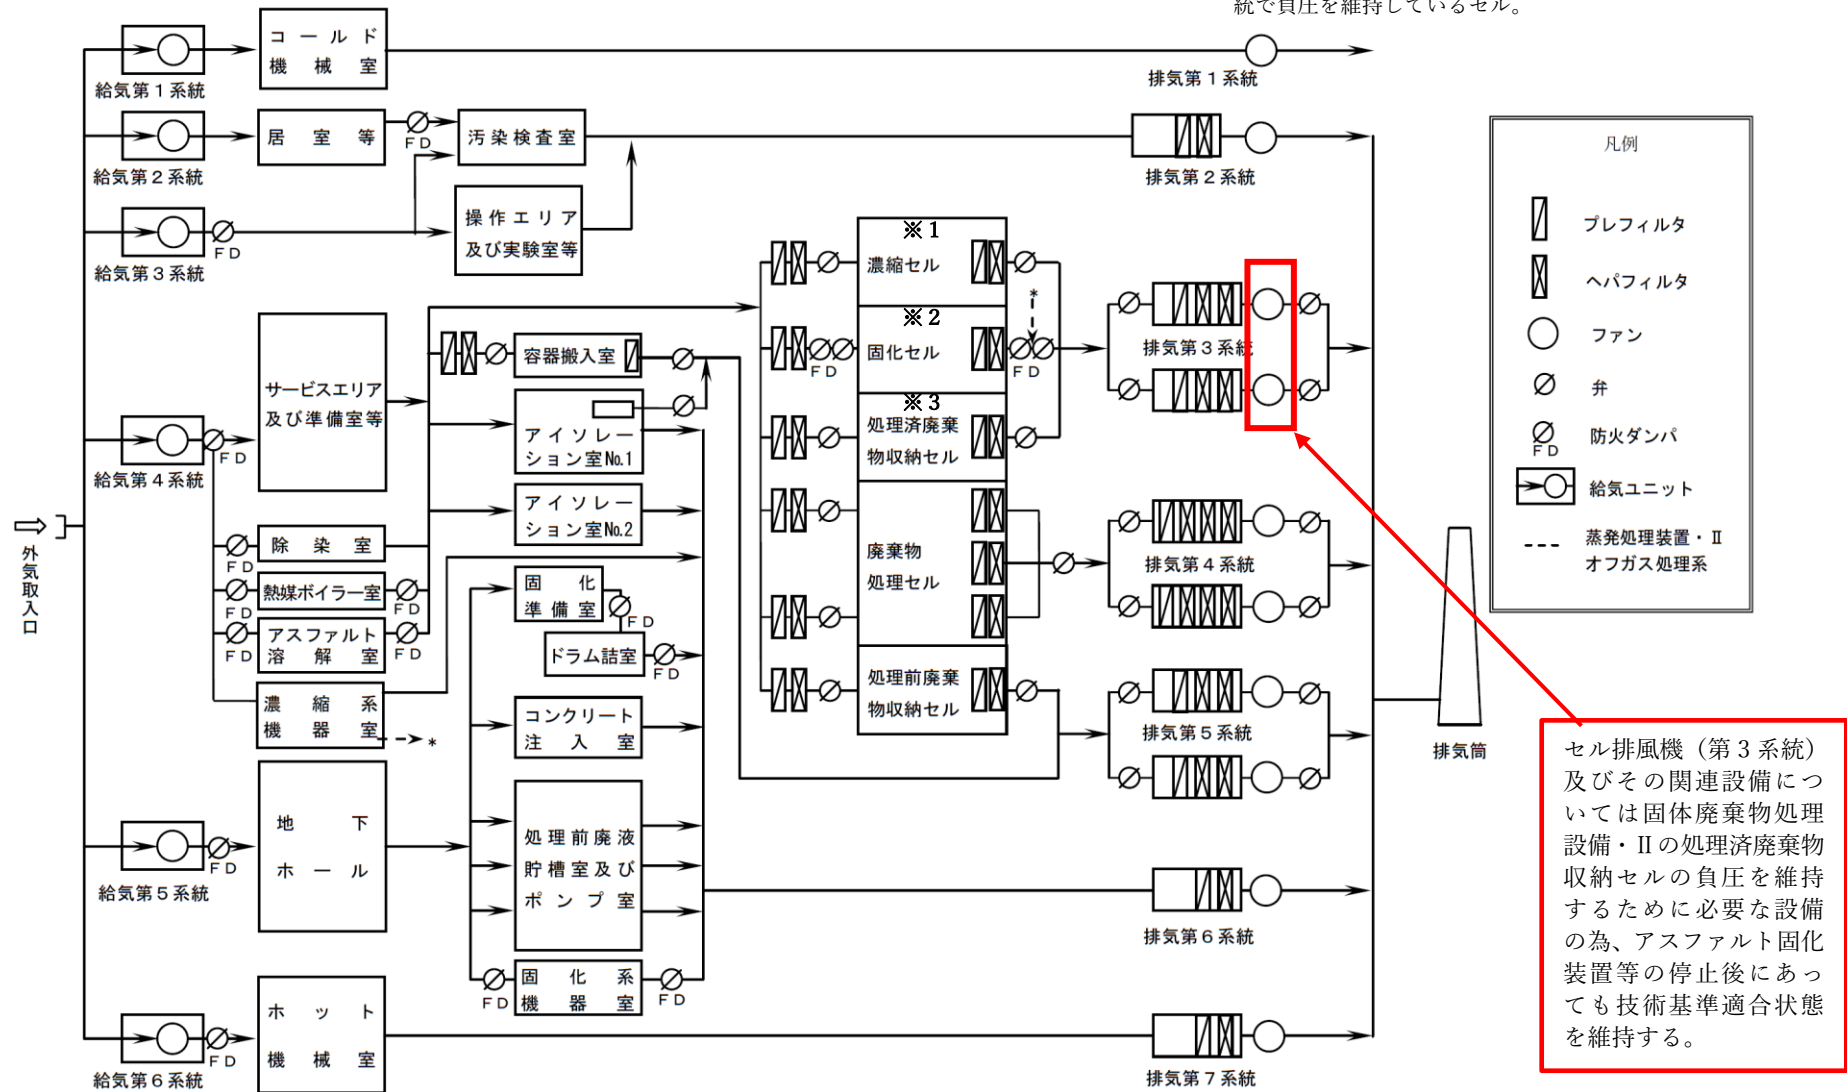 統で負圧を維持しているセル。
コールド
機械室
給気第1系統
排気第1系統
居室等
FD
汚染検査室
給気第2系統
排気第2系統
操作エリア
及び実験室等
FD
給気第3系統
※1
濃縮セル
*
※2
固化セル
FD
FD
排気第3系統
容器搬入室
サービスエリア
及び準備室等
※3
処理済廃棄
物収納セル
アイソレー
ション室No.1
FD
給気第4系統
アイソレー
ション室No.2
廃棄物
処理セル
排気第4系統
外気取入口
除染室
FD
熱媒ボイラー室
FD
FD
アスファルト
溶解室
FD
FD
固化
準備室
FD
ドラム詰室
FD
濃縮系
機器室
*
処理前廃棄
物収納セル
排気第5系統
コンクリート
注入室
排気筒
地下
ホール
FD
給気第5系統
処理前廃液
貯槽室及び
ポンプ室
排気第6系統
固化系
機器室
FD
FD
ホット
機械室
FD
給気第6系統
排気第7系統
凡例
プレフィルタ
ヘパフィルタ
ファン
弁
防火ダンパ
FD
給気ユニット
蒸発処理装置・Ⅱ
オフガス処理系
セル排風機（第3系統）
及びその関連設備につ
いては固体廃棄物処理
設備・Ⅱの処理済廃棄物
収納セルの負圧を維持
するために必要な設備
の為、アスファルト固化
装置等の停止後にあっ
ても技術基準適合状態
を維持する。